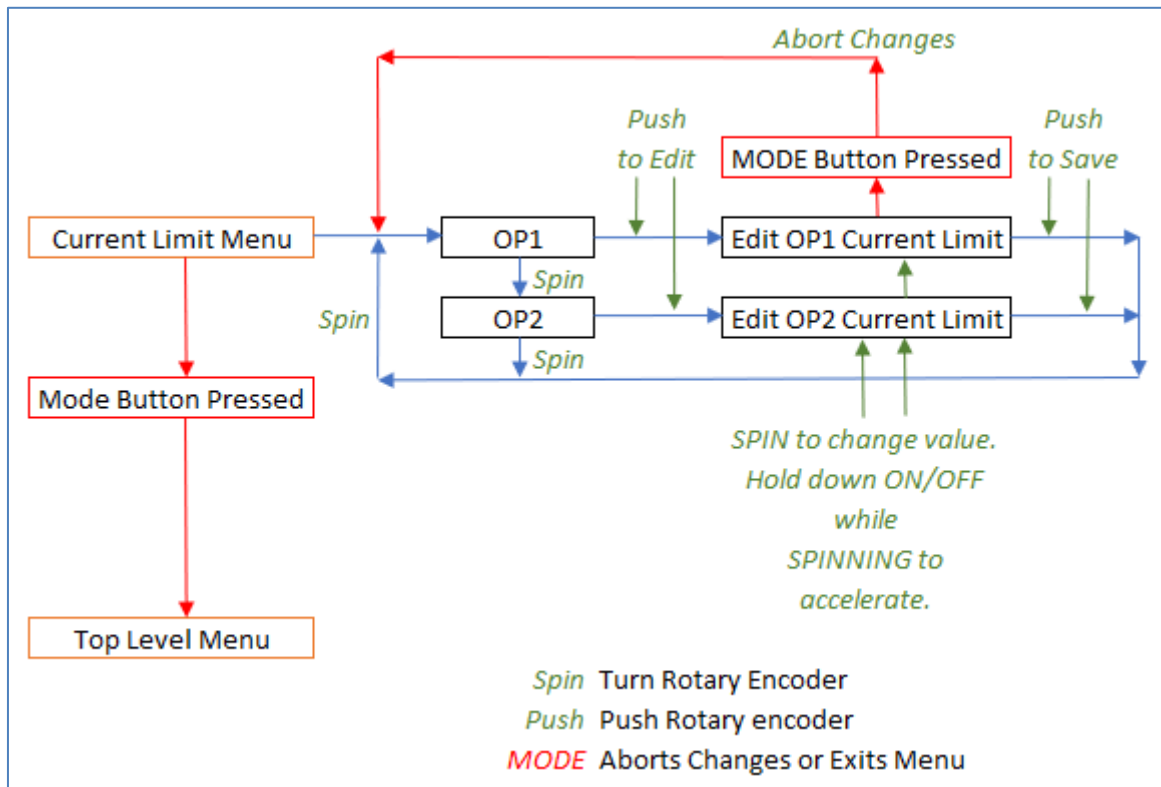 Abort Changes
Push
to Edit
MODE Button Pressed
Push
to Save
Current Limit Menu
OP1
Edit OP1 Current Limit
Spin
Spin
OP2
Edit OP2 Current Limit
Spin
Mode Button Pressed
SPIN to change value.
Hold down ON/OFF
while
SPINNING to
accelerate.
Top Level Menu
Spin Turn Rotary Encoder
Push Push Rotary encoder
MODE Aborts Changes or Exits Menu